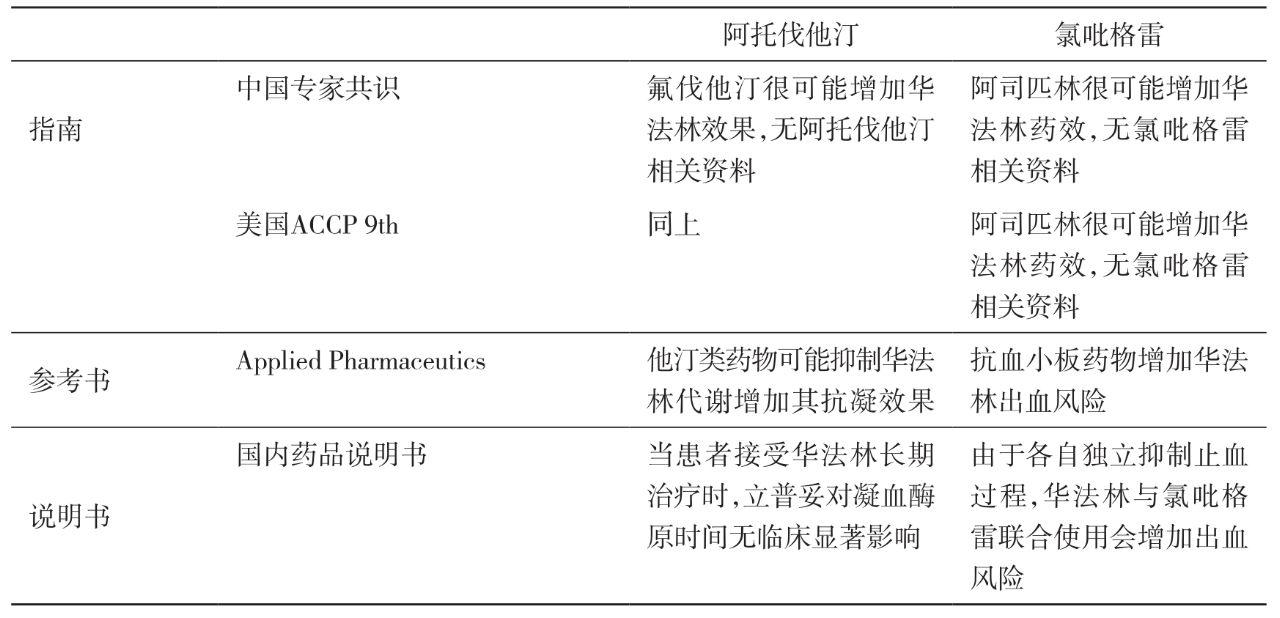 阿托伐他汀 氯吡格雷
指南
中国专家共识
氟伐他汀很可能增加华
法林效果,无阿托伐他汀
相关资料
阿司匹林很可能增加华
法林药效,无氯吡格雷
相关资料
美国ACCP 9th
同上
阿司匹林很可能增加华
法林药效,无氯吡格雷
相关资料
参考书
Applied Pharmaceutics
他汀类药物可能抑制华法
林代谢增加其抗凝效果
抗血小板药物增加华法
林出血风险
说明书
国内药品说明书
当患者接受华法林长期
治疗时,立普妥对凝血酶
原时间无临床显著影响
由于各自独立抑制止血
过程,华法林与氯吡格
雷联合使用会增加出血
风险